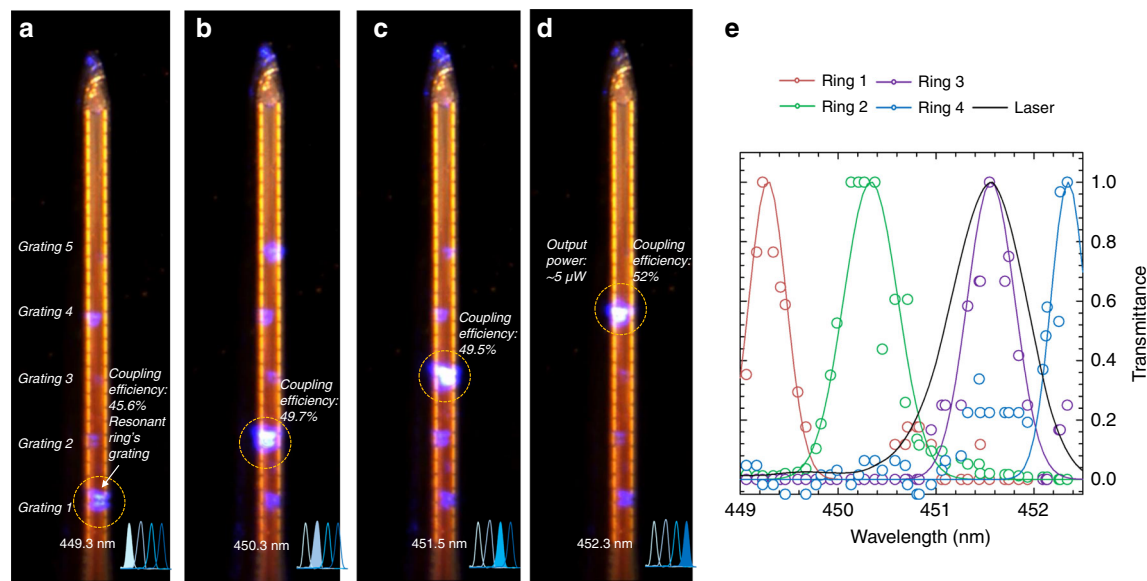 a
Grating 5
Grating 4
Grating 3
Grating 2
Grating 1
Coupling
efficiency:
45.6%
Resonant
ring's
grating
449.3 nm
b
Coupling
efficiency:
49.7%
450.3 nm
c
Coupling
efficiency:
49.5%
451.5 nm
d
Output
power:
~5 µW
Coupling
efficiency:
52%
452.3 nm
e
Ring 1
Ring 3
Ring 2
Ring 4
Laser
1.0
0.8
0.6
0.4
0.2
0.0
Transmittance
449
450
451
452
Wavelength (nm)